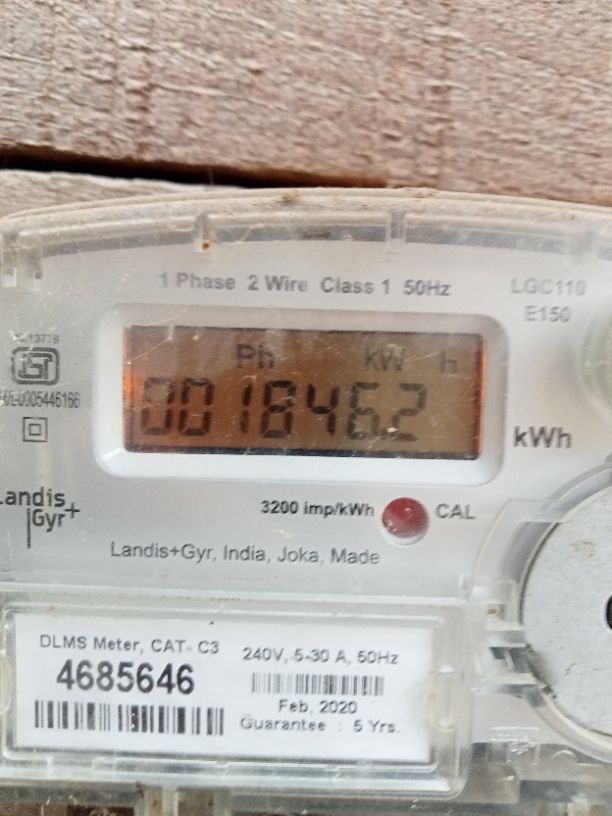 1 Phase 2 Wire Class 1 50Hz
LGC110
E150
Ph kW h
001846.2
kWh
Landis
Gyr+
3200 imp/kWh
CAL
Landis+Gyr, India, Joka, Made
DLMS Meter, CAT- C3
4685646
240V, 5-30 A, 50Hz
Feb, 2020
Guarantee : 5 Yrs.